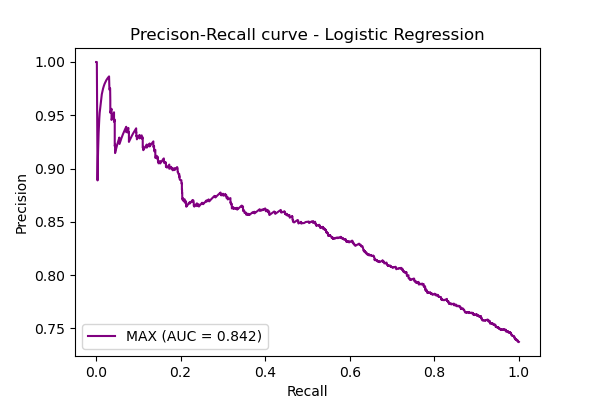 Precison-Recall curve - Logistic Regression
1.00
0.95
0.90
0.85
0.80
0.75
Precision
MAX (AUC = 0.842)
0.0 0.2 0.4 0.6 0.8 1.0
Recall